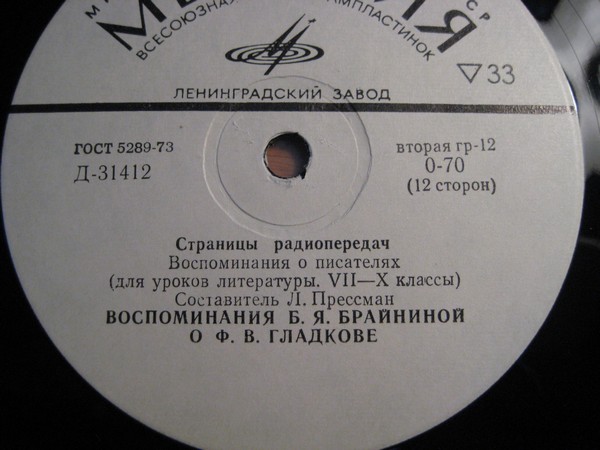 ВСЕСОЮЗНАЯ
▽33
ЛЕНИНГРАДСКИЙ ЗАВОД
ГОСТ 5289-73
Д-31412
вторая гр-12
0-70
(12 сторон)
Страницы радиопередач
Воспоминания о писателях
(для уроков литературы. VII—X классы)
Составитель Л. Прессман
ВОСПОМИНАНИЯ Б. Я. БРАЙНИНОЙ
О Ф. В. ГЛАДКОВЕ